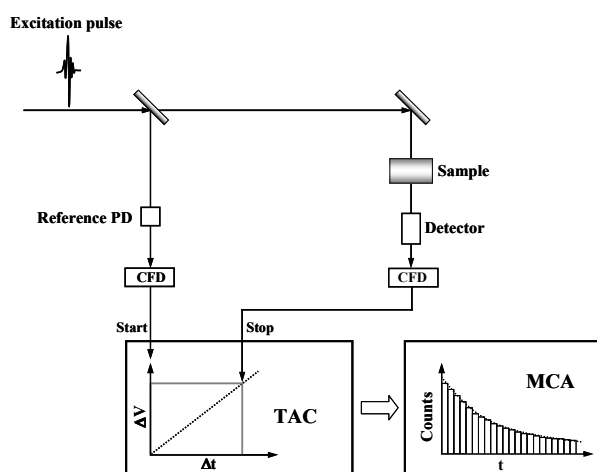 Excitation pulse
Sample
Reference PD
Detector
CFD
CFD
Start
Stop
ΔV
TAC
Δt
MCA
Counts
t